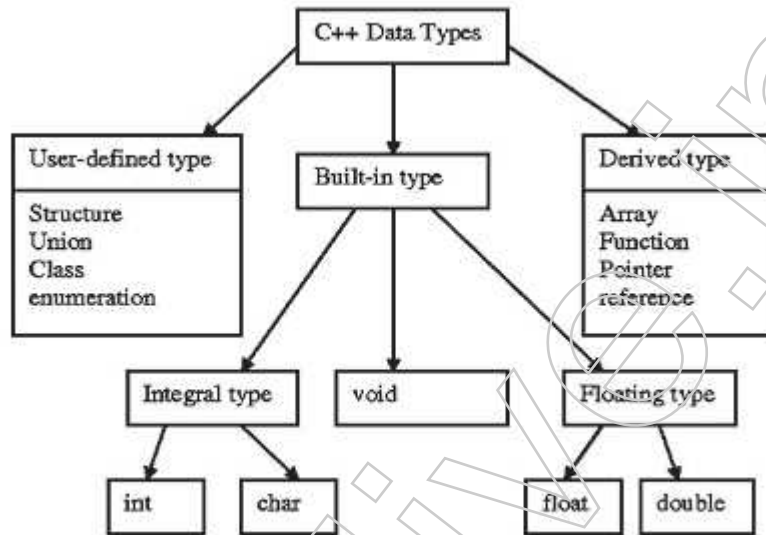 C++ Data Types
User-defined type
Structure
Union
Class
enumeration
Built-in type
Derived type
Array
Function
Pointer
reference
Integral type
void
Floating type
int
char
float
double